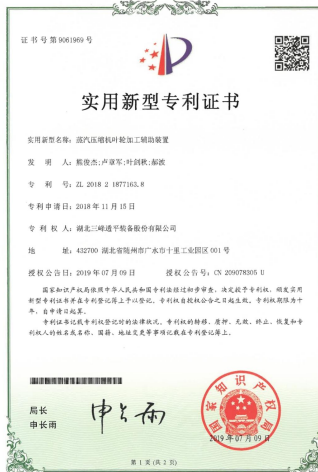 证书号第9061969号
实用新型专利证书
实用新型名称：蒸汽压缩机叶轮加工辅助装置
发 明 人：熊俊杰;卢章军;叶剑秋;郝波
专 利 号：ZL 2018 2 1877163.8
专利申请日：2018年11月15日
专 利 权 人：湖北三峰透平装备股份有限公司
地 址：432700 湖北省随州市广水市十里工业园区001号
授权公告日：2019年07月09日 授权公告号：CN 209078305 U
国家知识产权局依照中华人民共和国专利法经过初步审查，决定授予专利权，颁发实用
新型专利证书并在专利登记簿上予以登记。专利权自授权公告之日起生效。专利权期限为十
年，自申请日起算。
专利证书记载专利权登记时的法律状况。专利权的转移、质押、无效、终止、恢复和专
利权人的姓名或名称、国籍、地址变更等事项记载在专利登记簿上。
局长
申长雨
申长雨
国家知识产权局
2019年07月09日
第 1 页 (共 2 页)